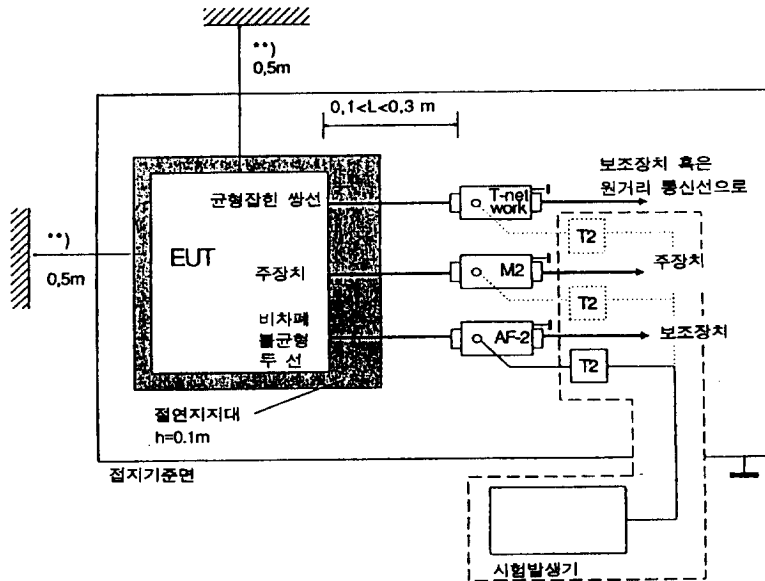 **)
0,5m
0,1<L<0,3 m
보조장치 혹은
원거리 통신선으로
균형잡힌 쌍선
T-net
work
T2
**)
0,5m
EUT
주장치
M2
주장치
T2
비차폐
불균형
두 선
AF-2
보조장치
T2
절연지지대
h=0.1m
접지기준면
시험발생기